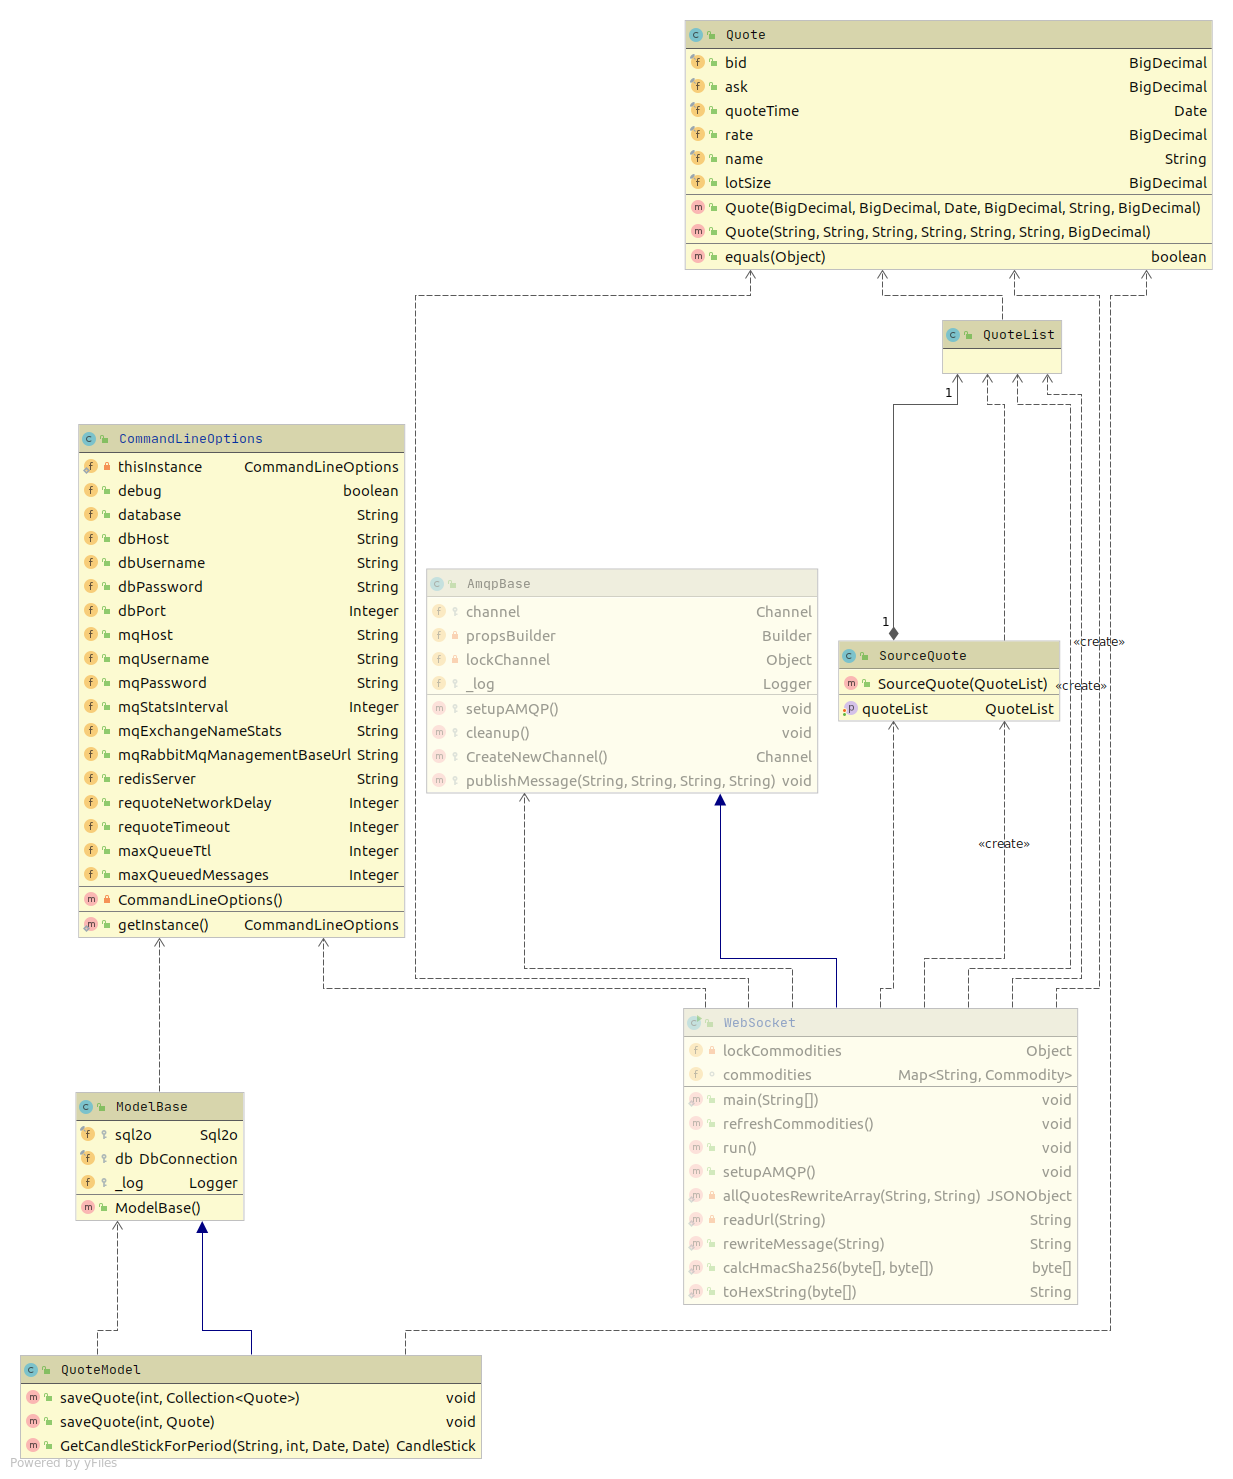 Quote
bid BigDecimal
ask BigDecimal
quoteTime Date
rate BigDecimal
name String
lotSize BigDecimal
Quote(BigDecimal, BigDecimal, Date, BigDecimal, String, BigDecimal)
Quote(String, String, String, String, String, String, BigDecimal)
equals(Object) boolean
QuoteList
1
CommandLineOptions
thisInstance CommandLineOptions
debug boolean
database String
dbHost String
dbUsername String
dbPassword String
dbPort Integer
mqHost String
mqUsername String
mqPassword String
mqStatsInterval Integer
mqExchangeNameStats String
mqRabbitMqManagementBaseUrl String
redisServer String
requoteNetworkDelay Integer
requoteTimeout Integer
maxQueueTtl Integer
maxQueuedMessages Integer
CommandLineOptions()
getInstance() CommandLineOptions
AmqpBase
channel Channel
propsBuilder Builder
lockChannel Object
_log Logger
setupAMQP() void
cleanup() void
CreateNewChannel() Channel
publishMessage(String, String, String, String) void
1
«create»
SourceQuote
SourceQuote(QuoteList)
«create»
quoteList QuoteList
«create»
WebSocket
lockCommodities Object
commodities Map<String, Commodity>
main(String[]) void
refreshCommodities() void
run() void
setupAMQP() void
allQuotesRewriteArray(String, String) JSONObject
readUrl(String) String
rewriteMessage(String) String
calcHmacSha256(byte[], byte[]) byte[]
toHexString(byte[]) String
ModelBase
sql2o Sql2o
db DbConnection
_log Logger
ModelBase()
QuoteModel
saveQuote(int, Collection<Quote>) void
saveQuote(int, Quote) void
GetCandleStickForPeriod(String, int, Date, Date) CandleStick
Powered by yFiles